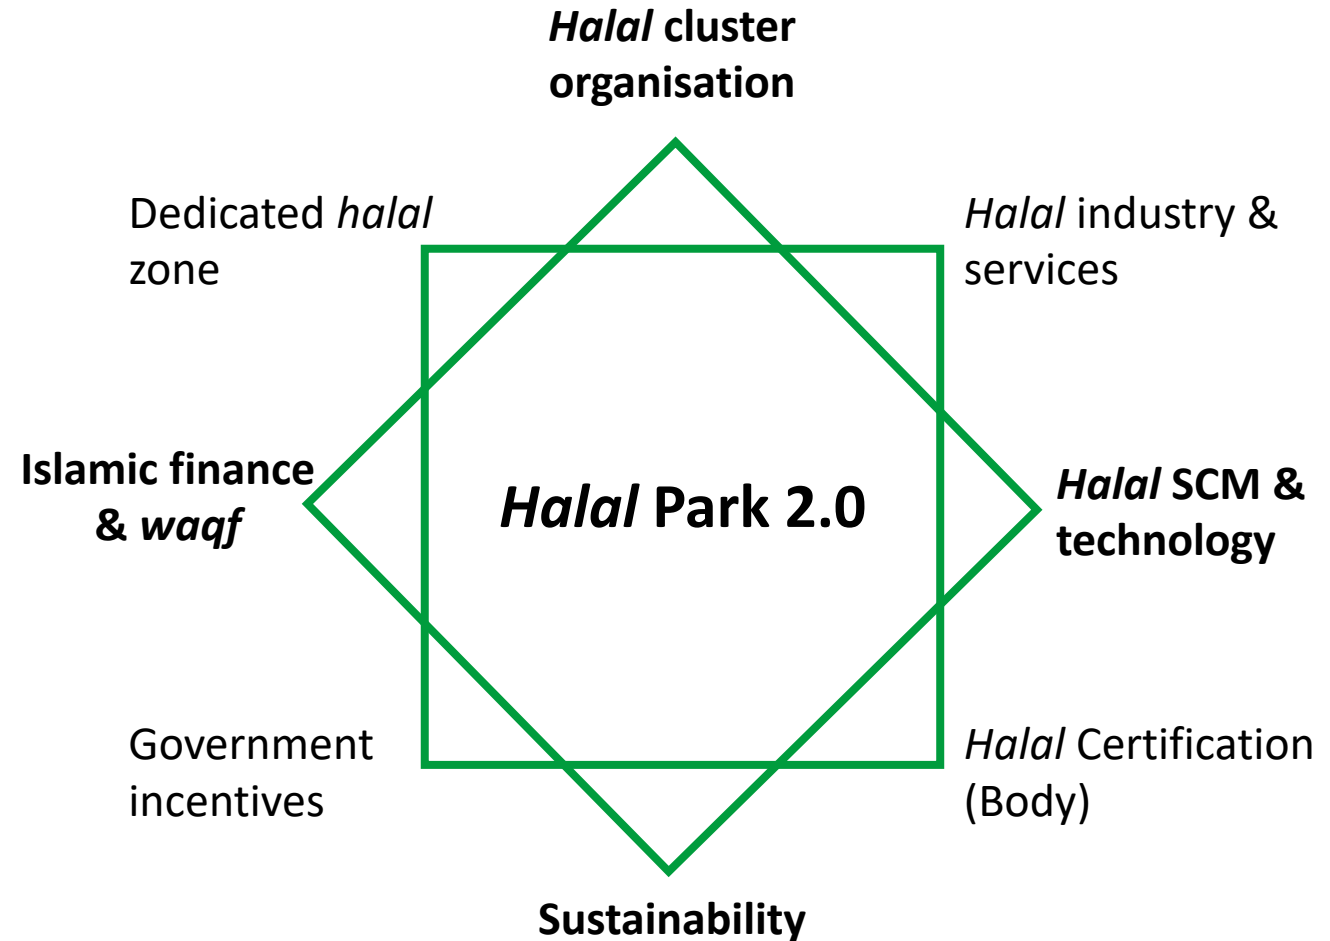 Halal cluster
organisation
Dedicated halal
zone
Halal industry &
services
Islamic finance
& waqf
Halal Park 2.0
Halal SCM &
technology
Government
incentives
Halal Certification
(Body)
Sustainability